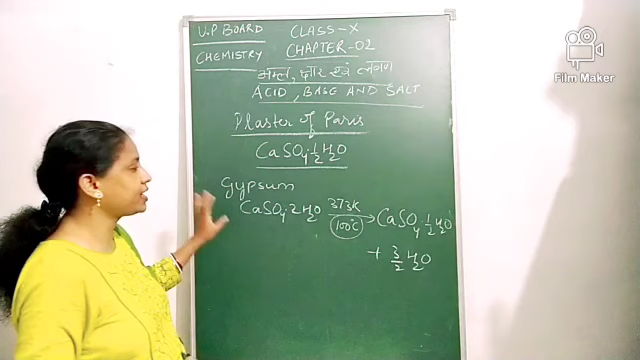 U.P BOARD CLASS-X
CHEMISTRY CHAPTER-02
अम्ल, क्षार एवं लवण
ACID, BASE AND SALT
Plaster of Paris
CaSO₄.½H₂O
Gypsum
CaSO₄.2H₂O 373K → CaSO₄.½H₂O
100°C
+ 3/2 H₂O
Film Maker